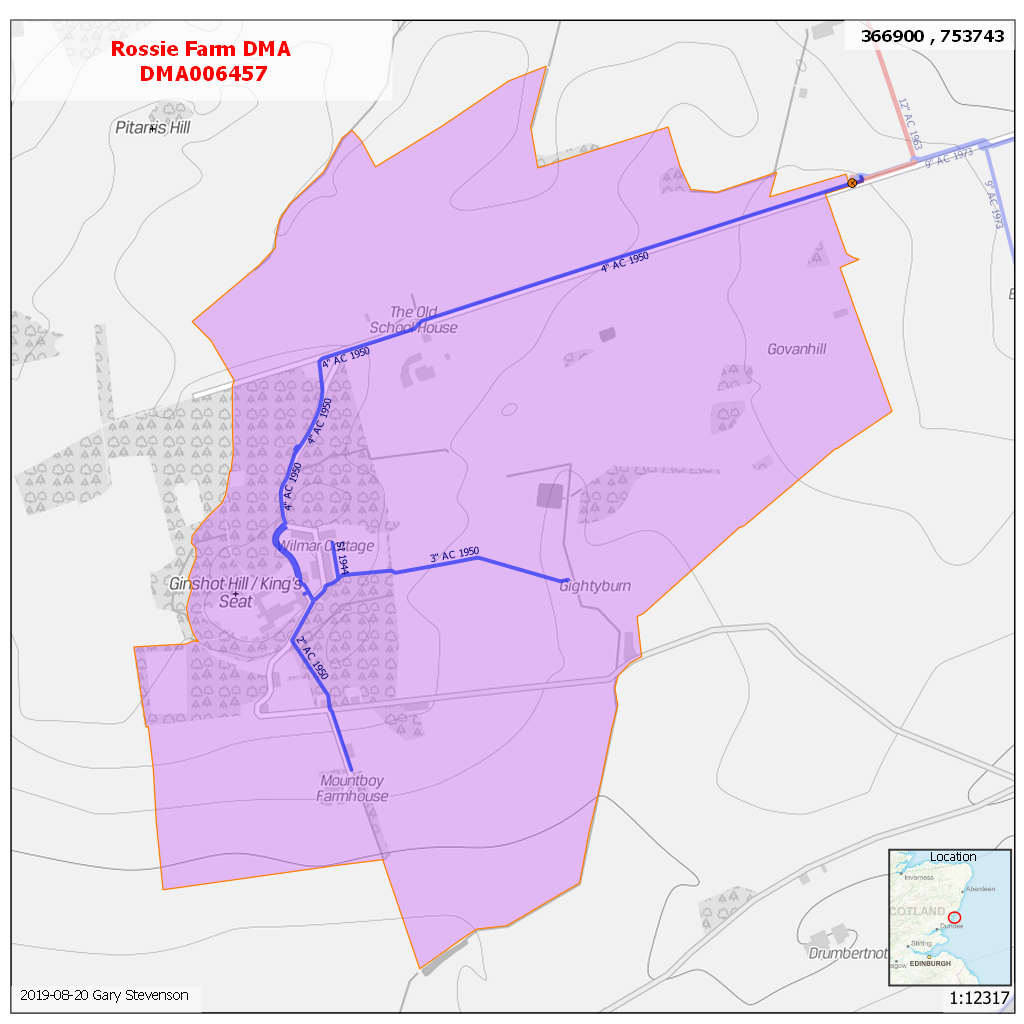 Rossie Farm DMA
DMA006457
366900 , 753743
Pitarris Hill
12" AC 1963
9" AC 1973
9" AC 1973
4" AC 1950
The Old
School House
4" AC 1950
Govanhill
4" AC 1950
4" AC 1950
Wilmar Cottage
ST 1944
3" AC 1950
Gightyburn
Ginshot Hill / King's
Seat
2" AC 1950
Mountboy
Farmhouse
Drumbertnot
Location
Inverness
Aberdeen
COTLAND
Dundee
Stirling
sgow
EDINBURGH
2019-08-20 Gary Stevenson
1:12317